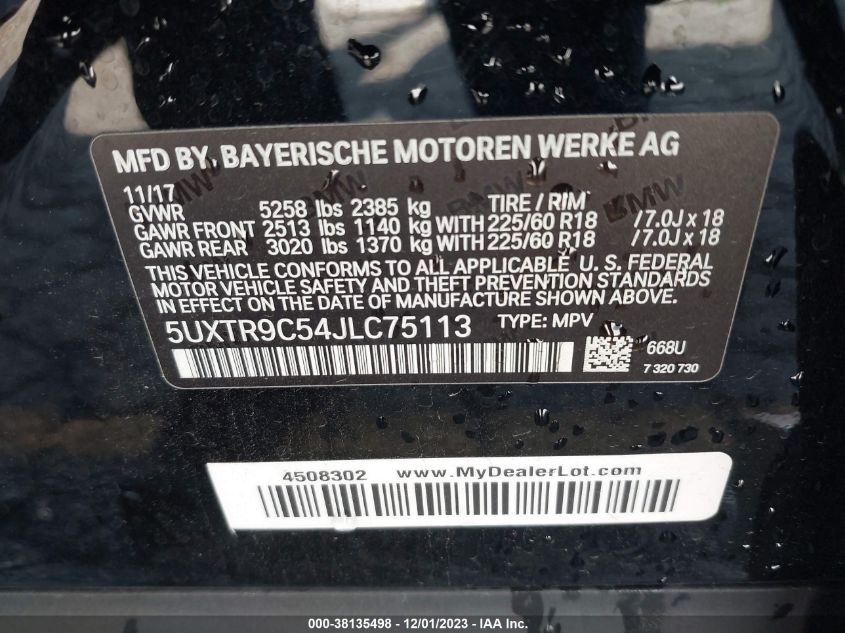 MFD BY. BAYERISCHE MOTOREN WERKE AG
11/17
GVWR 5258 lbs 2385 kg TIRE / RIM
GAWR FRONT 2513 lbs 1140 kg WITH 225/60 R18 /7.0J x 18
GAWR REAR 3020 lbs 1370 kg WITH 225/60 R18 /7.0J x 18
THIS VEHICLE CONFORMS TO ALL APPLICABLE U. S. FEDERAL
MOTOR VEHICLE SAFETY AND THEFT PREVENTION STANDARDS
IN EFFECT ON THE DATE OF MANUFACTURE SHOWN ABOVE.
5UXTR9C54JLC75113 TYPE: MPV
668U
7 320 730
4508302 www.MyDealerLot.com
000-38135498 - 12/01/2023 - IAA Inc.